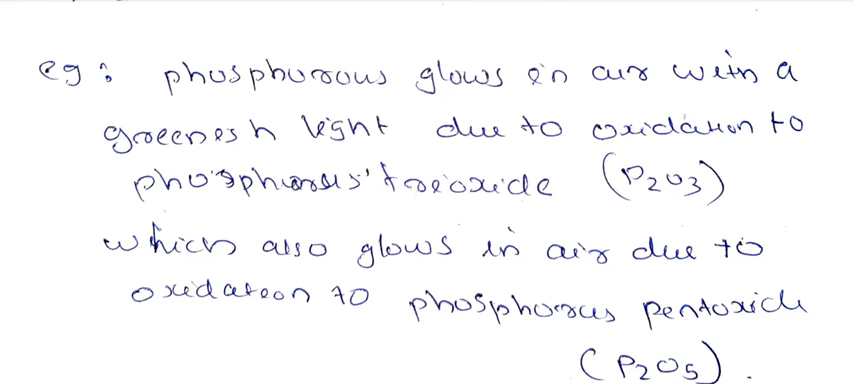 eg: phosphorous glows in air with a
greenish light due to oxidation to
phosphorus trioxide (P2O3)
which also glows in air due to
oxidation to phosphorus pentoxide
(P2O5).